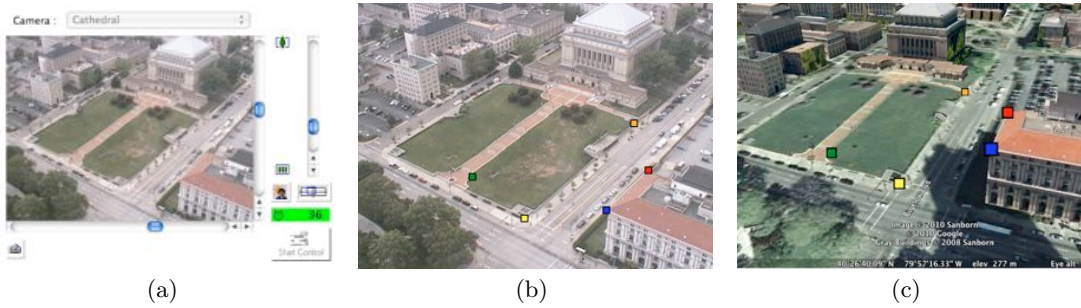 Camera : Cathedral
36
Start Control
Image © 2010 Sanborn
© 2010 Google
Gray Buildings © 2008 Sanborn
40°26'40.09" N 79°57'16.33" W elev 277 m Eye alt
(a) (b) (c)